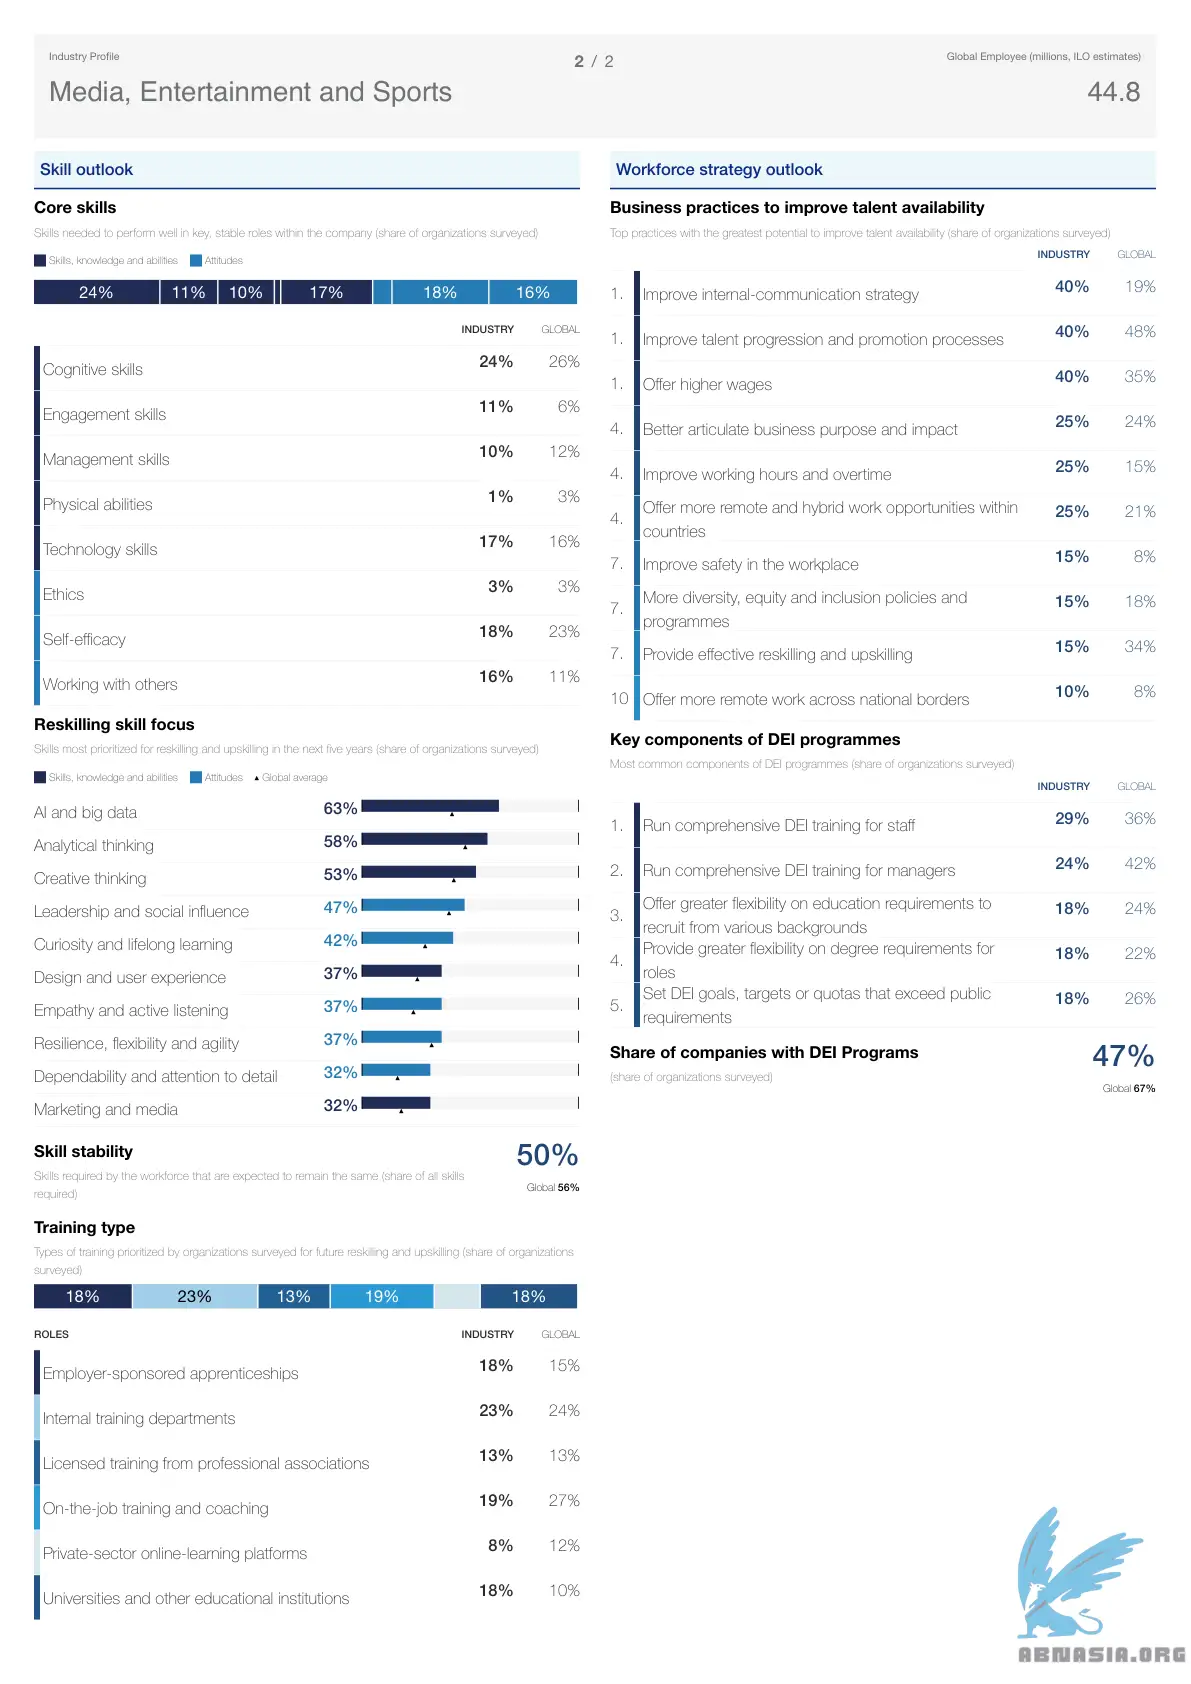 Industry Profile
2 / 2
Global Employee (millions, ILO estimates)
Media, Entertainment and Sports
44.8
Skill outlook
Core skills
Skills needed to perform well in key, stable roles within the company (share of organizations surveyed)
Skills, knowledge and abilities Attitudes
24% 11% 10% 17% 18% 16%
INDUSTRY GLOBAL
Cognitive skills 24% 26%
Engagement skills 11% 6%
Management skills 10% 12%
Physical abilities 1% 3%
Technology skills 17% 16%
Ethics 3% 3%
Self-efficacy 18% 23%
Working with others 16% 11%
Reskilling skill focus
Skills most prioritized for reskilling and upskilling in the next five years (share of organizations surveyed)
Skills, knowledge and abilities Attitudes Global average
AI and big data 63%
Analytical thinking 58%
Creative thinking 53%
Leadership and social influence 47%
Curiosity and lifelong learning 42%
Design and user experience 37%
Empathy and active listening 37%
Resilience, flexibility and agility 37%
Dependability and attention to detail 32%
Marketing and media 32%
Skill stability 50%
Skills required by the workforce that are expected to remain the same (share of all skills
required)
Global 56%
Training type
Types of training prioritized by organizations surveyed for future reskilling and upskilling (share of organizations
surveyed)
18% 23% 13% 19% 18%
ROLES INDUSTRY GLOBAL
Employer-sponsored apprenticeships 18% 15%
Internal training departments 23% 24%
Licensed training from professional associations 13% 13%
On-the-job training and coaching 19% 27%
Private-sector online-learning platforms 8% 12%
Universities and other educational institutions 18% 10%
Workforce strategy outlook
Business practices to improve talent availability
Top practices with the greatest potential to improve talent availability (share of organizations surveyed)
INDUSTRY GLOBAL
1. Improve internal-communication strategy 40% 19%
1. Improve talent progression and promotion processes 40% 48%
1. Offer higher wages 40% 35%
4. Better articulate business purpose and impact 25% 24%
4. Improve working hours and overtime 25% 15%
4. Offer more remote and hybrid work opportunities within
countries 25% 21%
7. Improve safety in the workplace 15% 8%
7. More diversity, equity and inclusion policies and
programmes 15% 18%
7. Provide effective reskilling and upskilling 15% 34%
10 Offer more remote work across national borders 10% 8%
Key components of DEI programmes
Most common components of DEI programmes (share of organizations surveyed)
INDUSTRY GLOBAL
1. Run comprehensive DEI training for staff 29% 36%
2. Run comprehensive DEI training for managers 24% 42%
3. Offer greater flexibility on education requirements to
recruit from various backgrounds 18% 24%
4. Provide greater flexibility on degree requirements for
roles 18% 22%
5. Set DEI goals, targets or quotas that exceed public
requirements 18% 26%
Share of companies with DEI Programs 47%
(share of organizations surveyed)
Global 67%
ABNASIA.ORG